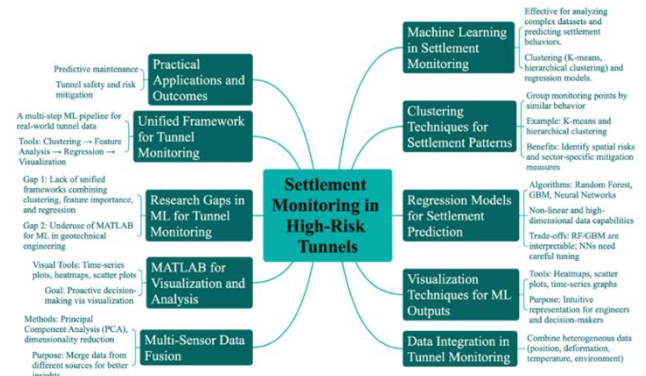 Settlement
Monitoring in
High-Risk
Tunnels
Practical
Applications and
Outcomes
Predictive maintenance
Tunnel safety and risk
mitigation
Unified Framework
for Tunnel
Monitoring
A multi-step ML pipeline for
real-world tunnel data
Tools: Clustering → Feature
Analysis → Regression →
Visualization
Research Gaps in
ML for Tunnel
Monitoring
Gap 1: Lack of unified
frameworks combining
clustering, feature importance,
and regression
Gap 2: Underuse of MATLAB
for ML in geotechnical
engineering
MATLAB for
Visualization and
Analysis
Visual Tools: Time-series
plots, heatmaps, scatter plots
Goal: Proactive decision-
making via visualization
Multi-Sensor Data
Fusion
Methods: Principal
Component Analysis (PCA),
dimensionality reduction
Purpose: Merge data from
different sources for better
insights
Machine Learning
in Settlement
Monitoring
Effective for analyzing
complex datasets and
predicting settlement
behaviors.
Clustering (K-means,
hierarchical clustering) and
regression models.
Clustering
Techniques for
Settlement Patterns
Group monitoring points by
similar behavior
Example: K-means and
hierarchical clustering
Benefits: Identify spatial risks
and sector-specific mitigation
measures
Regression Models
for Settlement
Prediction
Algorithms: Random Forest,
GBM, Neural Networks
Non-linear and high-
dimensional data capabilities
Trade-offs: RF/GBM are
interpretable; NNs need
careful tuning
Visualization
Techniques for ML
Outputs
Tools: Heatmaps, scatter
plots, time-series graphs
Purpose: Intuitive
representation for engineers
and decision-makers
Data Integration in
Tunnel Monitoring
Combine heterogeneous data
(position, deformation,
temperature, environment)